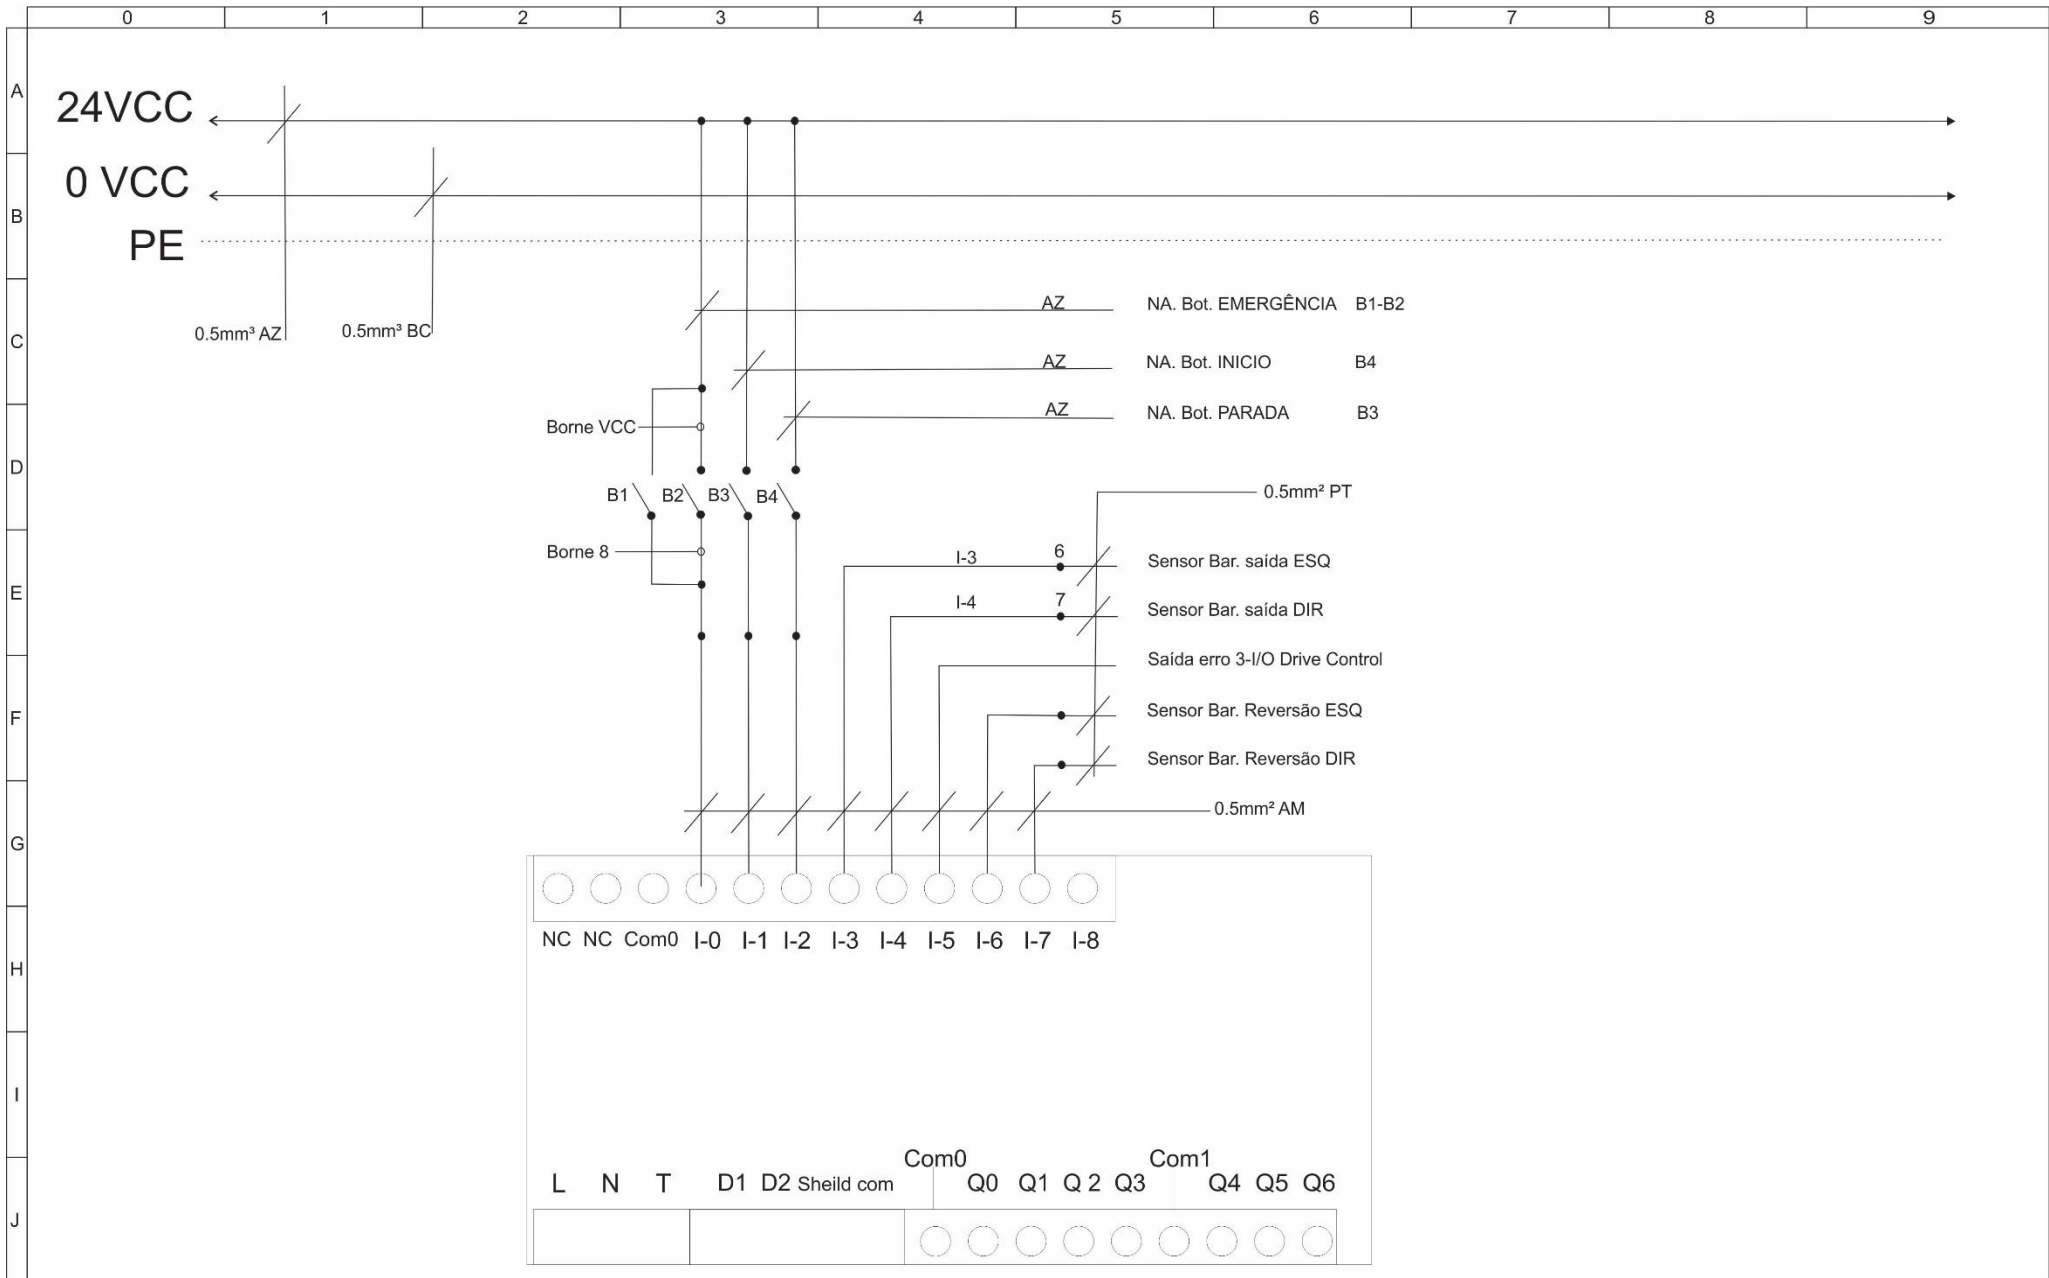 0 1 2 3 4 5 6 7 8 9
A
24VCC
0 VCC
B
PE
C
0.5mm³ AZ
0.5mm³ BC
AZ NA. Bot. EMERGÊNCIA B1-B2
AZ NA. Bot. INICIO B4
AZ NA. Bot. PARADA B3
Borne VCC
D
B1 B2 B3 B4
0.5mm² PT
Borne 8
E
I-3 6 Sensor Bar. saída ESQ
I-4 7 Sensor Bar. saída DIR
Saída erro 3-I/O Drive Control
F
Sensor Bar. Reversão ESQ
Sensor Bar. Reversão DIR
0.5mm² AM
G
NC NC Com0 I-0 I-1 I-2 I-3 I-4 I-5 I-6 I-7 I-8
H
I
Com0 Com1
L N T D1 D2 Sheild com Q0 Q1 Q 2 Q3 Q4 Q5 Q6
J